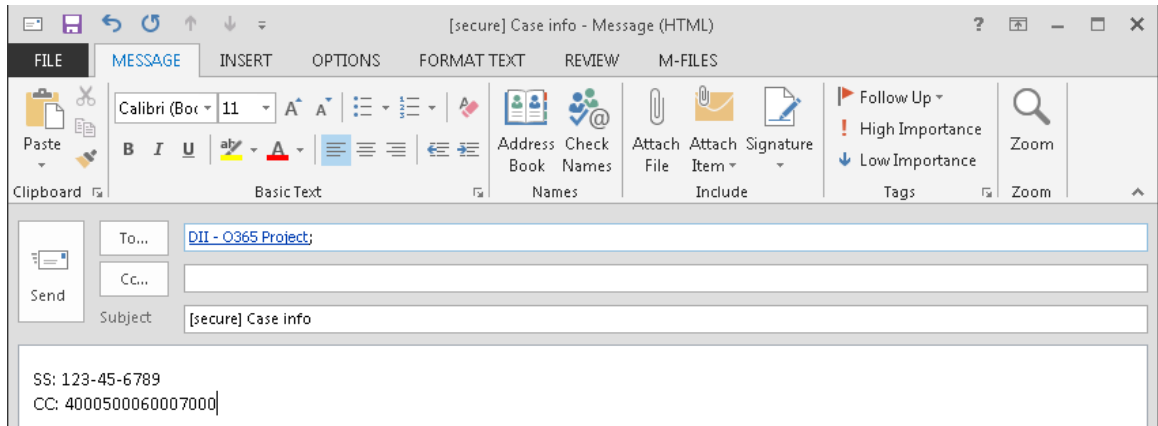 [secure] Case info - Message (HTML)
?
FILE MESSAGE INSERT OPTIONS FORMAT TEXT REVIEW M-FILES
Paste
Clipboard
Calibri (Boc 11 A A
B I U aby A
Basic Text
Address Book
Check Names
Names
Attach File
Attach Item
Signature
Include
Follow Up
! High Importance
Low Importance
Tags
Zoom
Zoom
Send
To... DII - O365 Project;
Cc...
Subject [secure] Case info
SS: 123-45-6789
CC: 4000500060007000